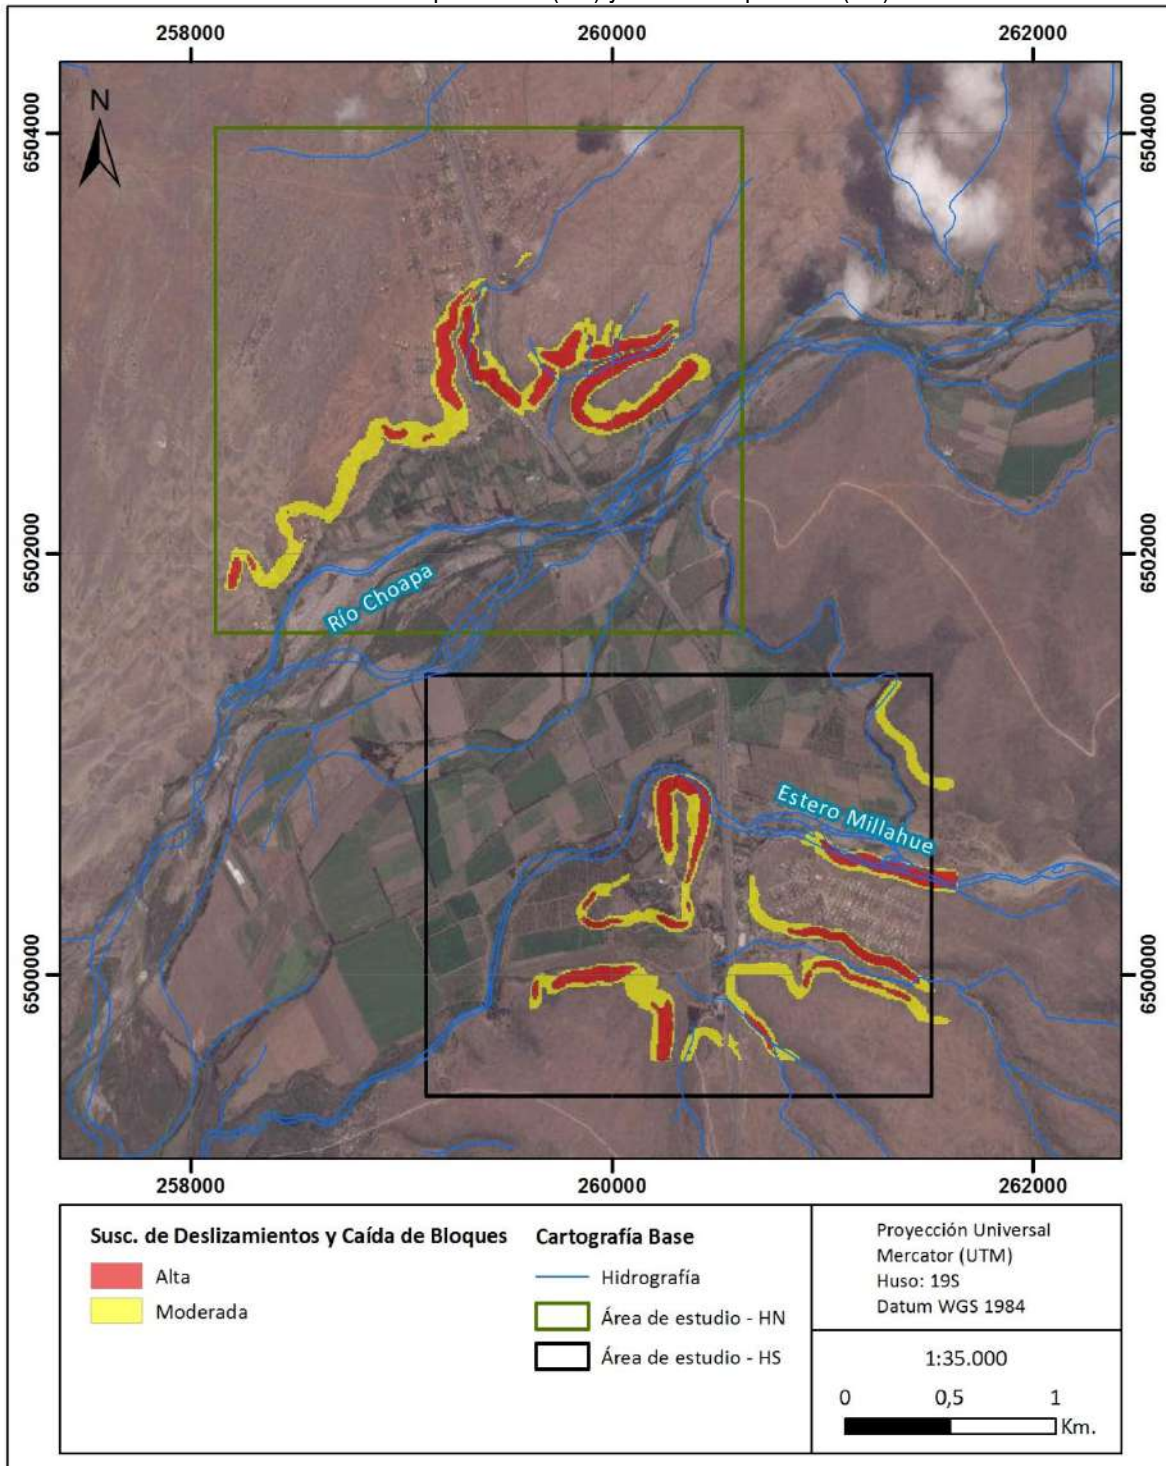 258000
260000
262000
N
6504000
6504000
6502000
6502000
Río Choapa
Estero Millahue
6500000
6500000
258000
260000
262000
Susc. de Deslizamientos y Caída de Bloques
Alta
Moderada
Cartografía Base
Hidrografía
Área de estudio - HN
Área de estudio - HS
Proyección Universal
Mercator (UTM)
Huso: 19S
Datum WGS 1984
1:35.000
0 0,5 1
Km.